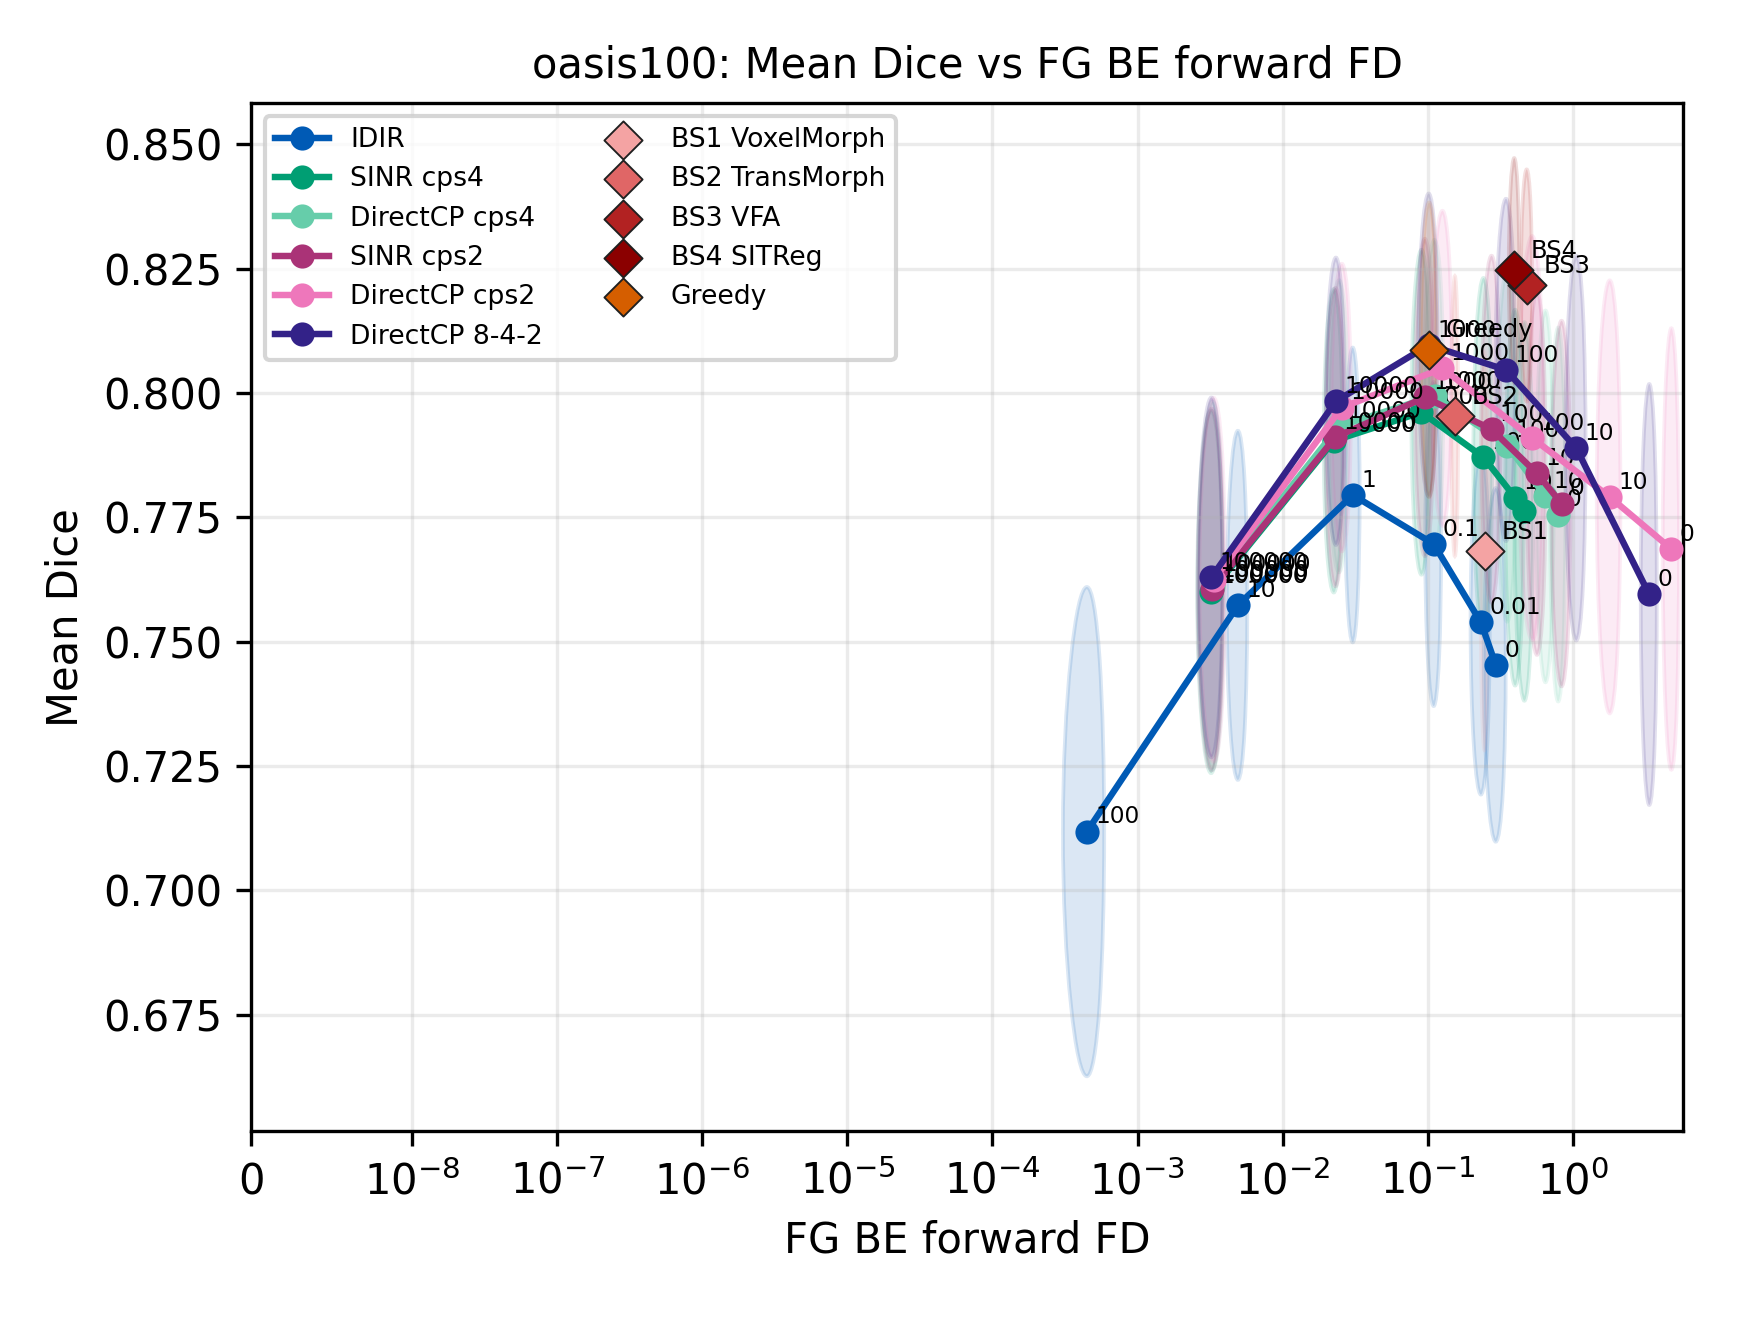 oasis100: Mean Dice vs FG BE forward FD
Mean Dice
0.850
0.825
0.800
0.775
0.750
0.725
0.700
0.675
IDIR
SINR cps4
DirectCP cps4
SINR cps2
DirectCP cps2
DirectCP 8-4-2
BS1 VoxelMorph
BS2 TransMorph
BS3 VFA
BS4 SITReg
Greedy
BS4
BS3
Greedy
1000
100
BS2
10000
10
1
0.1
BS1
10
0
100000
10
0
0.01
0
100
0 10⁻⁸ 10⁻⁷ 10⁻⁶ 10⁻⁵ 10⁻⁴ 10⁻³ 10⁻² 10⁻¹ 10⁰
FG BE forward FD